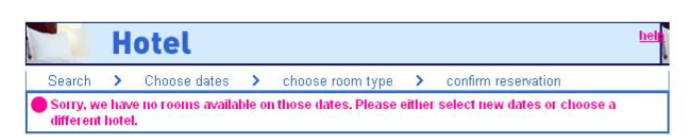 Hotel
help
Search > Choose dates > choose room type > confirm reservation
Sorry, we have no rooms available on those dates. Please either select new dates or choose a
different hotel.